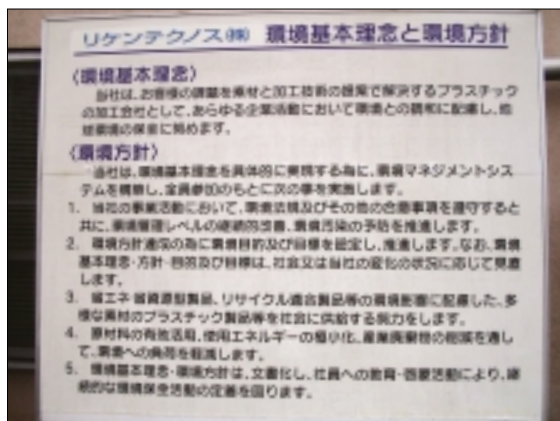 リケンテクノス㈱ 環境基本理念と環境方針
〈環境基本理念〉
当社は、お客様の課題を素材と加工技術の提案で解決するプラスチック
の加工会社として、あらゆる企業活動において環境との調和に配慮し、地
球環境の保全に努めます。
〈環境方針〉
当社は、環境基本理念を具体的に実現する為に、環境マネジメントシス
テムを構築し、全員参加のもとに次の事を実施します。
1. 当社の事業活動において、環境法規及びその他の合意事項を遵守すると
共に、環境管理レベルの継続的改善、環境汚染の予防を推進します。
2. 環境方針達成の為に環境目的及び目標を設定し、推進します。なお、環境
基本理念・方針・目的及び目標は、社会又は当社の変化の状況に応じて見直
します。
3. 省エネ・省資源型製品、リサイクル適合製品等の環境影響に配慮した、多
様な素材のプラスチック製品等を社会に供給する努力をします。
4. 原材料の有効活用、使用エネルギーの極小化、産業廃棄物の削減を通し
て、環境への負荷を軽減します。
5. 環境基本理念・環境方針は、文書化し、社員への教育・啓蒙活動により、継
続的な環境保全活動の定着を図ります。